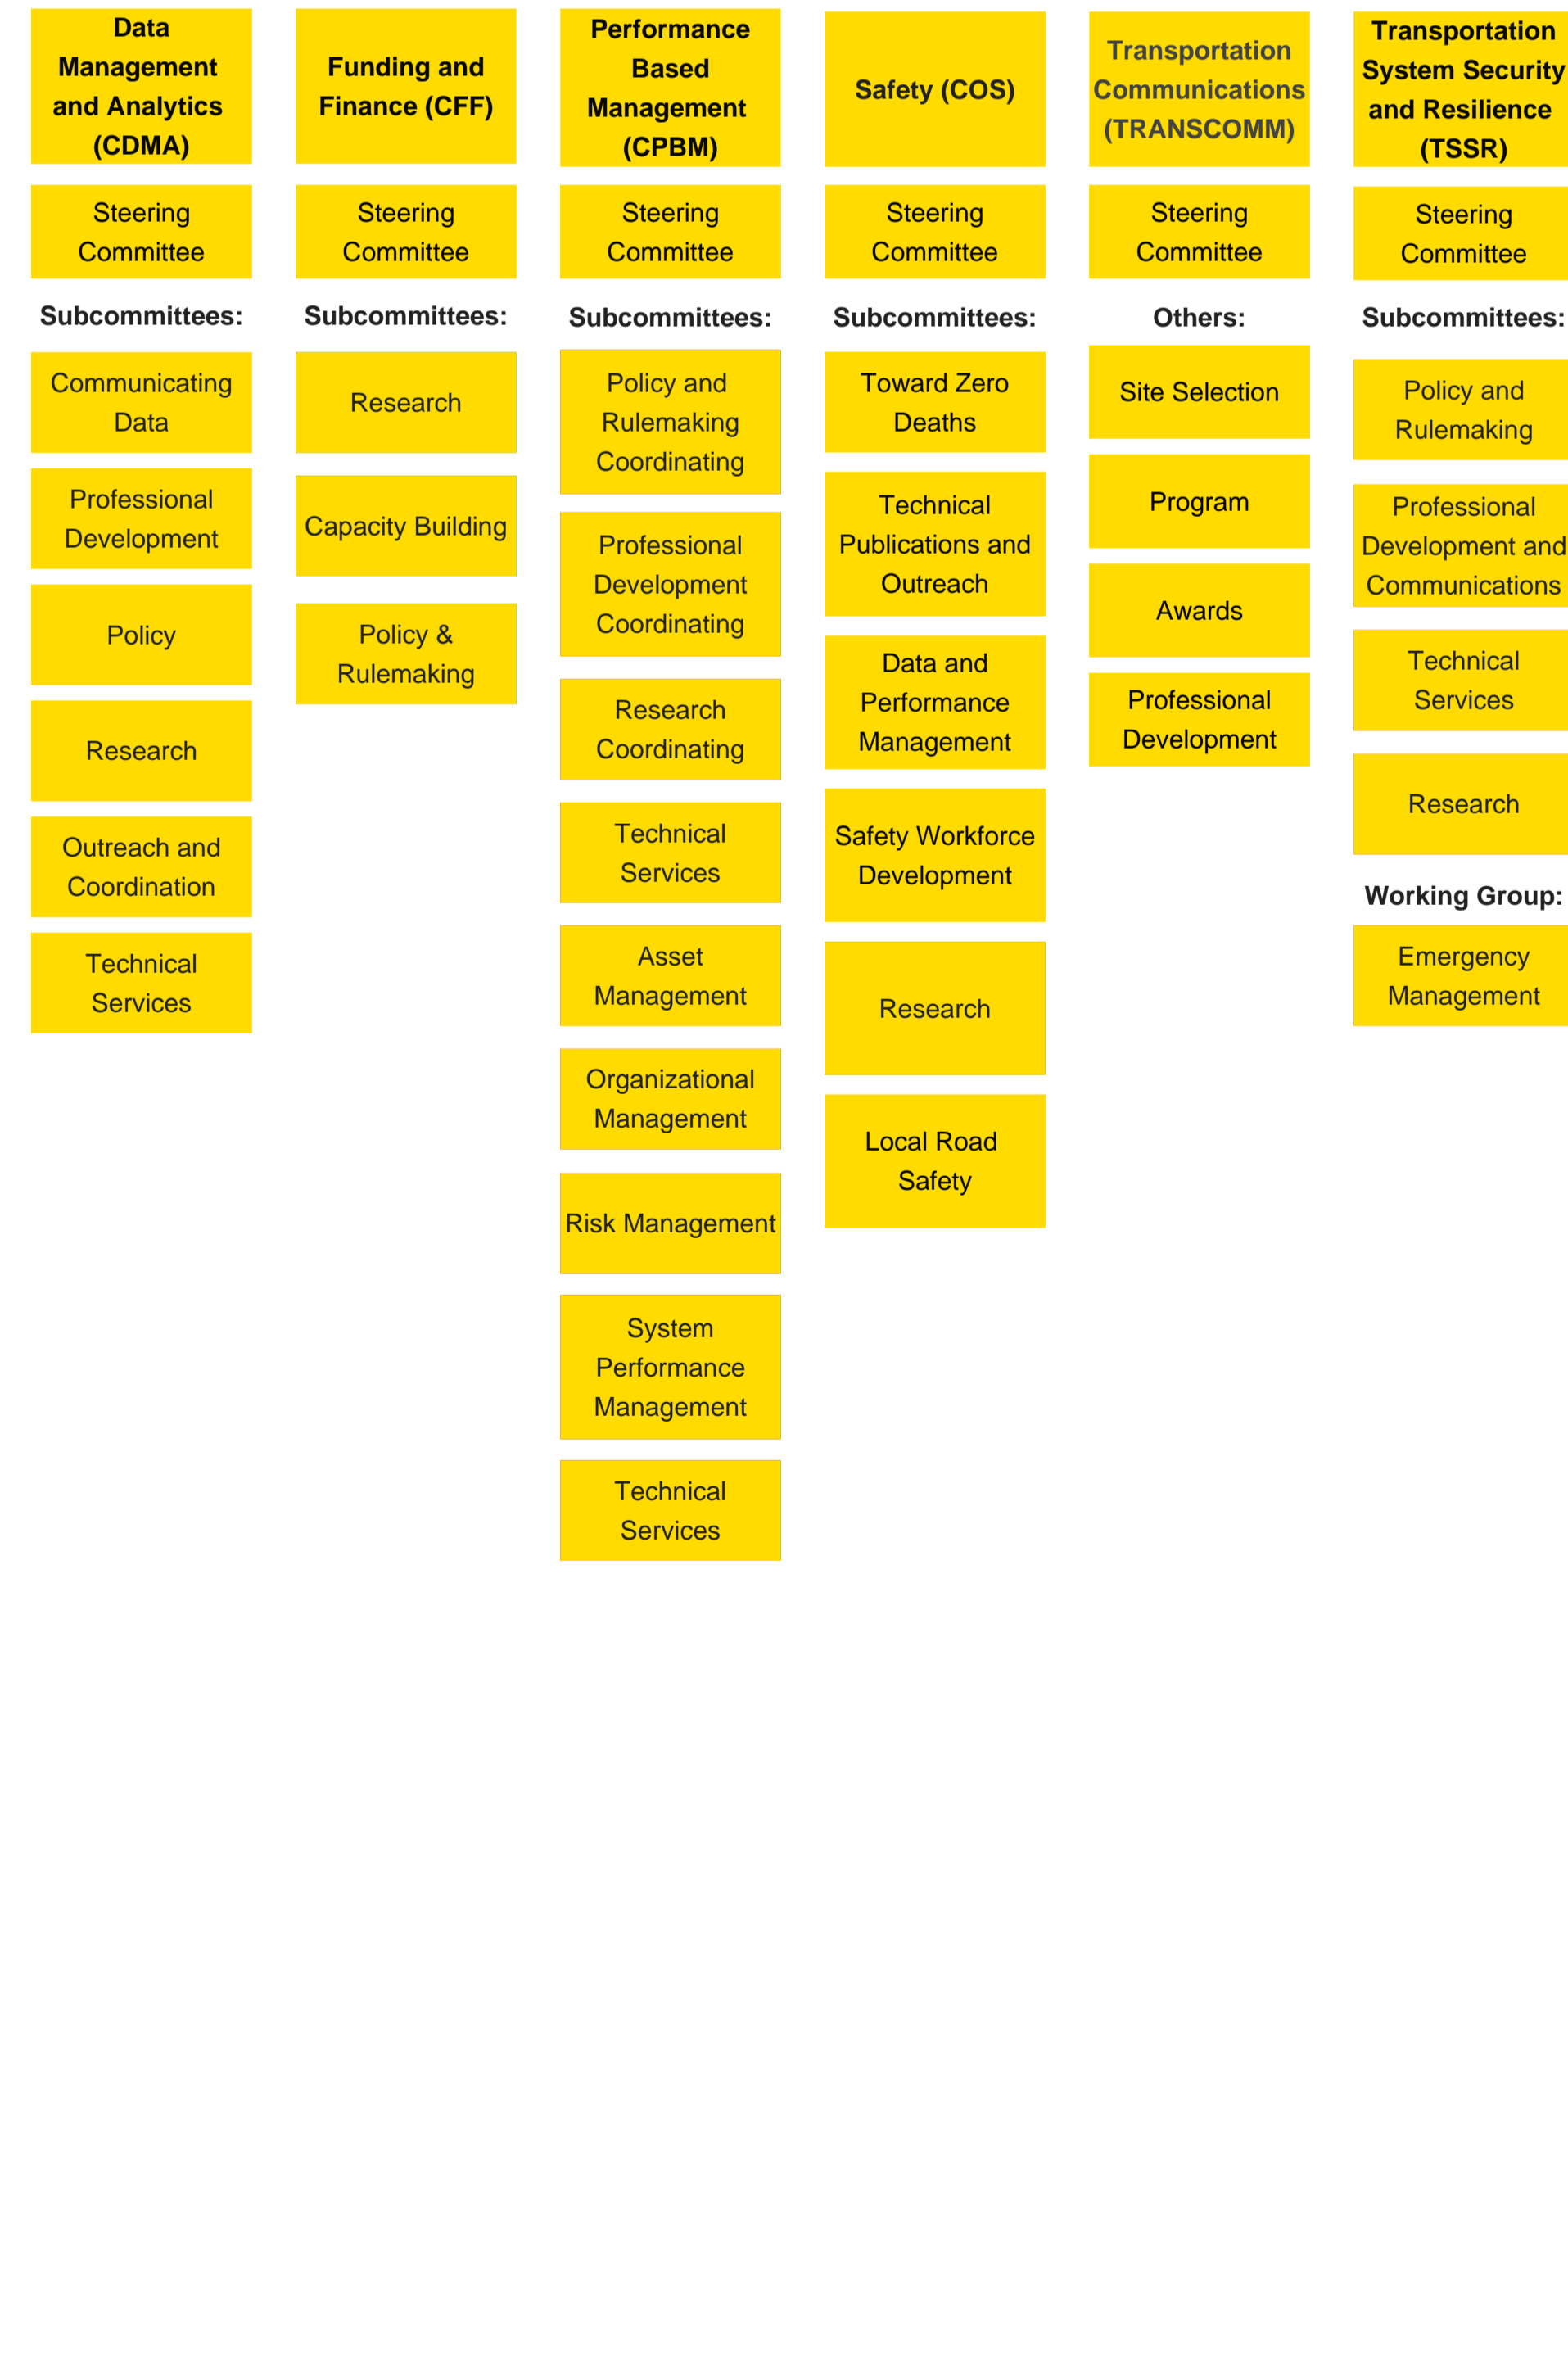 Data
Management
and Analytics
(CDMA)
Steering
Committee
Subcommittees:
Communicating
Data
Professional
Development
Policy
Research
Outreach and
Coordination
Technical
Services
Funding and
Finance (CFF)
Steering
Committee
Subcommittees:
Research
Capacity Building
Policy &
Rulemaking
Performance
Based
Management
(CPBM)
Steering
Committee
Subcommittees:
Policy and
Rulemaking
Coordinating
Professional
Development
Coordinating
Research
Coordinating
Technical
Services
Asset
Management
Organizational
Management
Risk Management
System
Performance
Management
Technical
Services
Safety (COS)
Steering
Committee
Subcommittees:
Toward Zero
Deaths
Technical
Publications and
Outreach
Data and
Performance
Management
Safety Workforce
Development
Research
Local Road
Safety
Transportation
Communications
(TRANSCOMM)
Steering
Committee
Others:
Site Selection
Program
Awards
Professional
Development
Transportation
System Security
and Resilience
(TSSR)
Steering
Committee
Subcommittees:
Policy and
Rulemaking
Professional
Development and
Communications
Technical
Services
Research
Working Group:
Emergency
Management